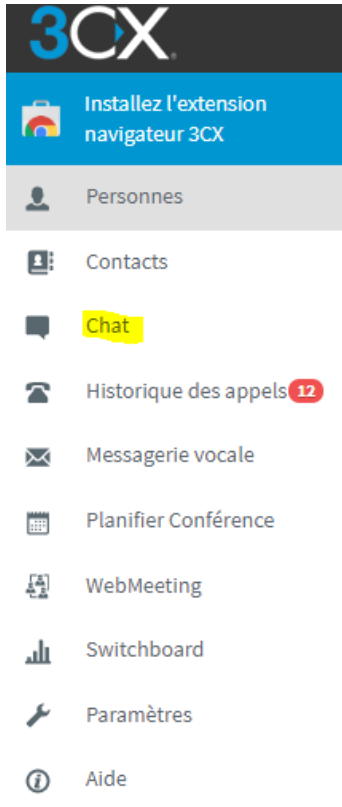 3CX®
Installez l'extension
navigateur 3CX
Personnes
Contacts
Chat
Historique des appels 12
Messagerie vocale
Planifier Conférence
WebMeeting
Switchboard
Paramètres
Aide